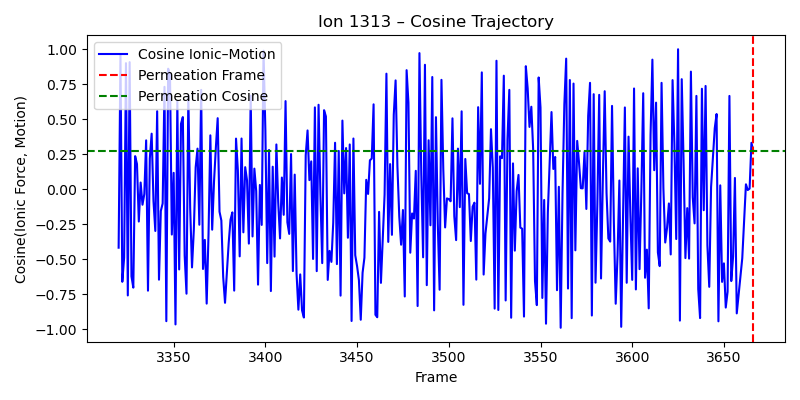 Ion 1313 – Cosine Trajectory
Cosine Ionic–Motion
Permeation Frame
Permeation Cosine
Cosine(Ionic Force, Motion)
1.00
0.75
0.50
0.25
0.00
−0.25
−0.50
−0.75
−1.00
3350 3400 3450 3500 3550 3600 3650
Frame